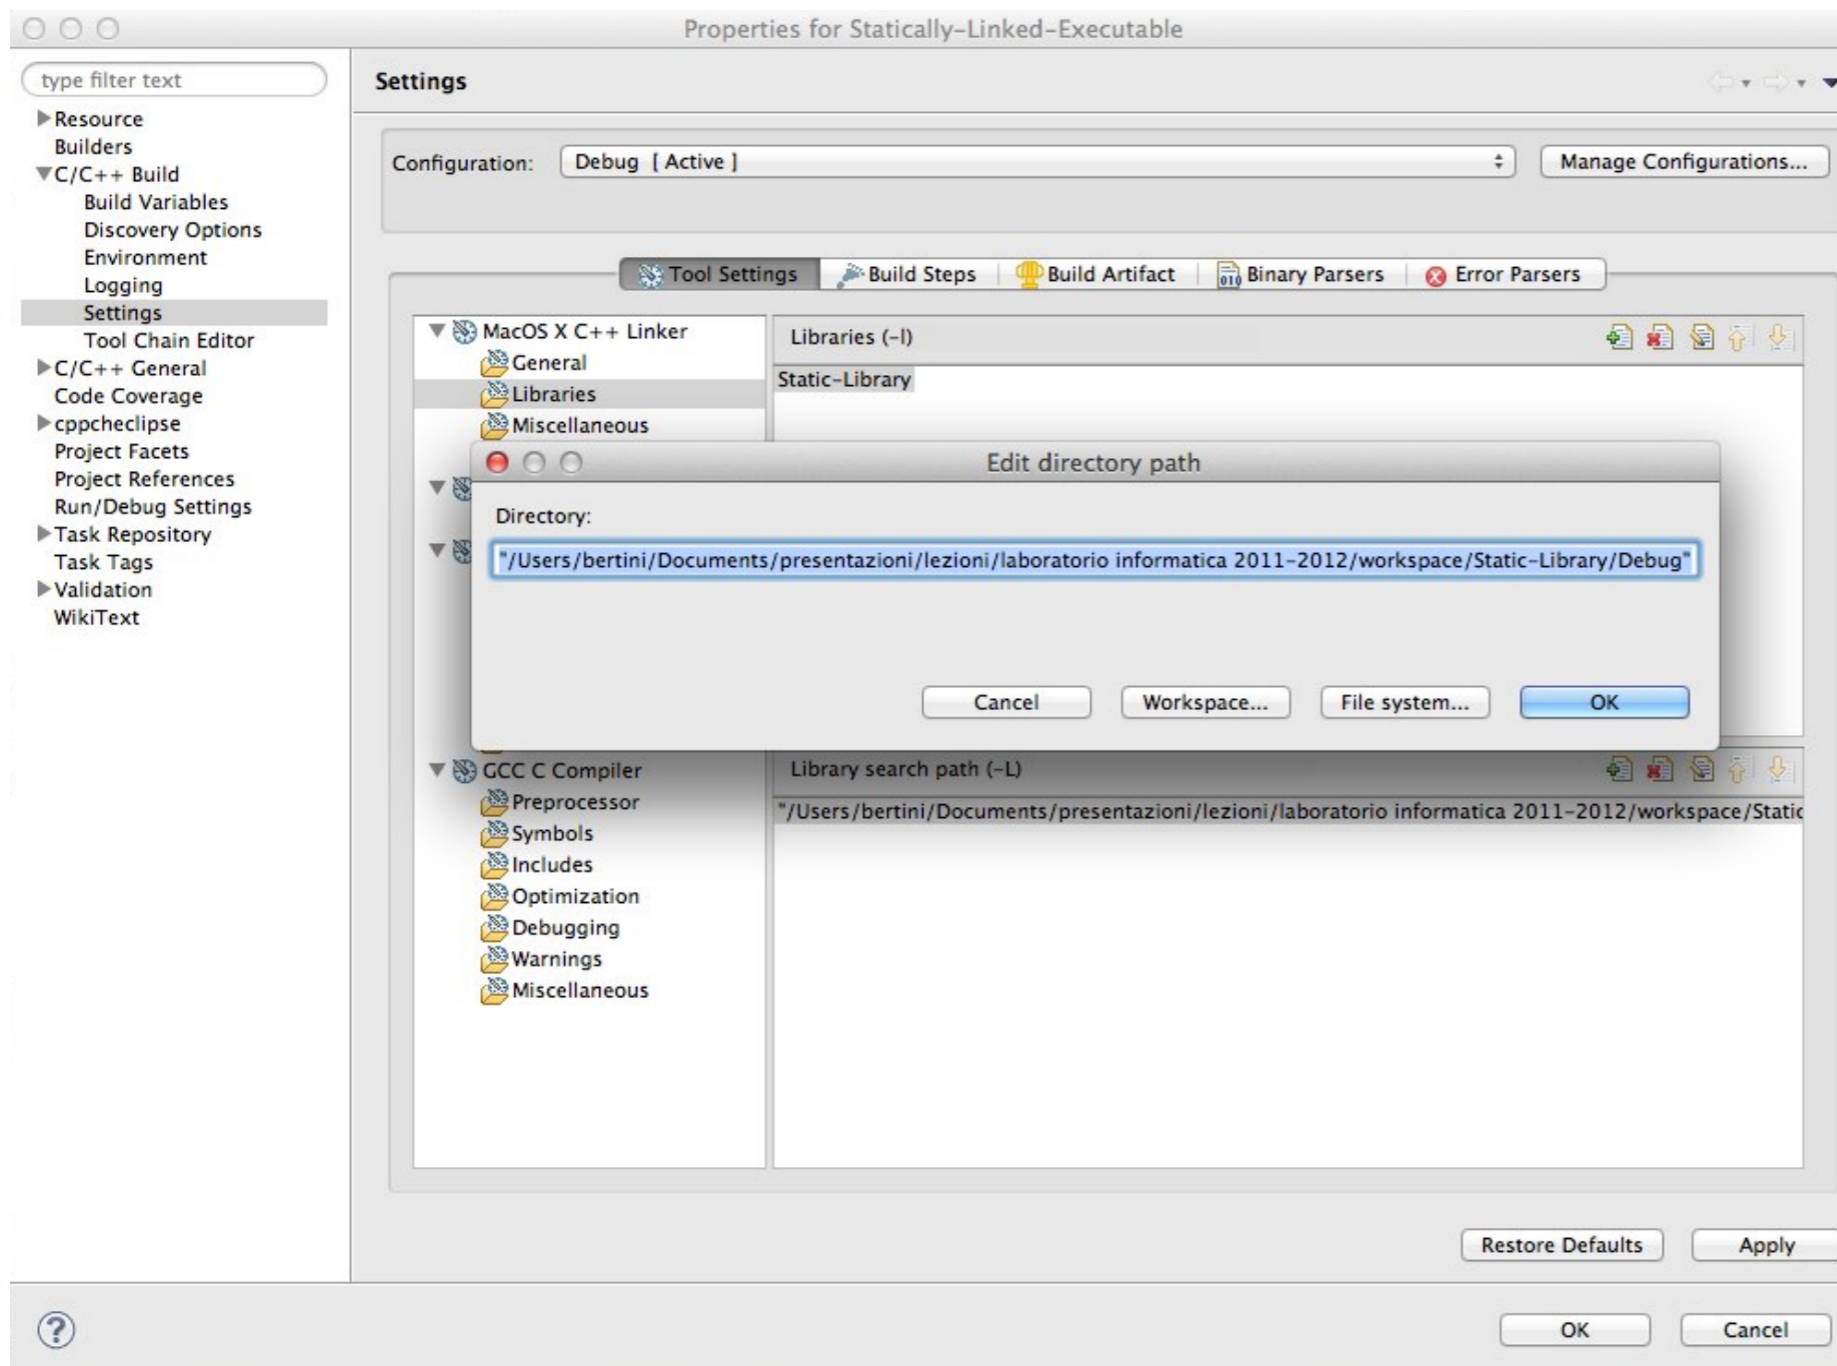 Properties for Statically-Linked-Executable
type filter text
Resource
Builders
C/C++ Build
Build Variables
Discovery Options
Environment
Logging
Settings
Tool Chain Editor
C/C++ General
Code Coverage
cppcheclipse
Project Facets
Project References
Run/Debug Settings
Task Repository
Task Tags
Validation
WikiText
Settings
Configuration: Debug [ Active ] Manage Configurations...
Tool Settings Build Steps Build Artifact Binary Parsers Error Parsers
MacOS X C++ Linker
General
Libraries
Miscellaneous
Libraries (-l)
Static-Library
Edit directory path
Directory:
"/Users/bertini/Documents/presentazioni/lezioni/laboratorio informatica 2011-2012/workspace/Static-Library/Debug"
Cancel Workspace... File system... OK
GCC C Compiler
Preprocessor
Symbols
Includes
Optimization
Debugging
Warnings
Miscellaneous
Library search path (-L)
"/Users/bertini/Documents/presentazioni/lezioni/laboratorio informatica 2011-2012/workspace/Static
Restore Defaults Apply
? OK Cancel